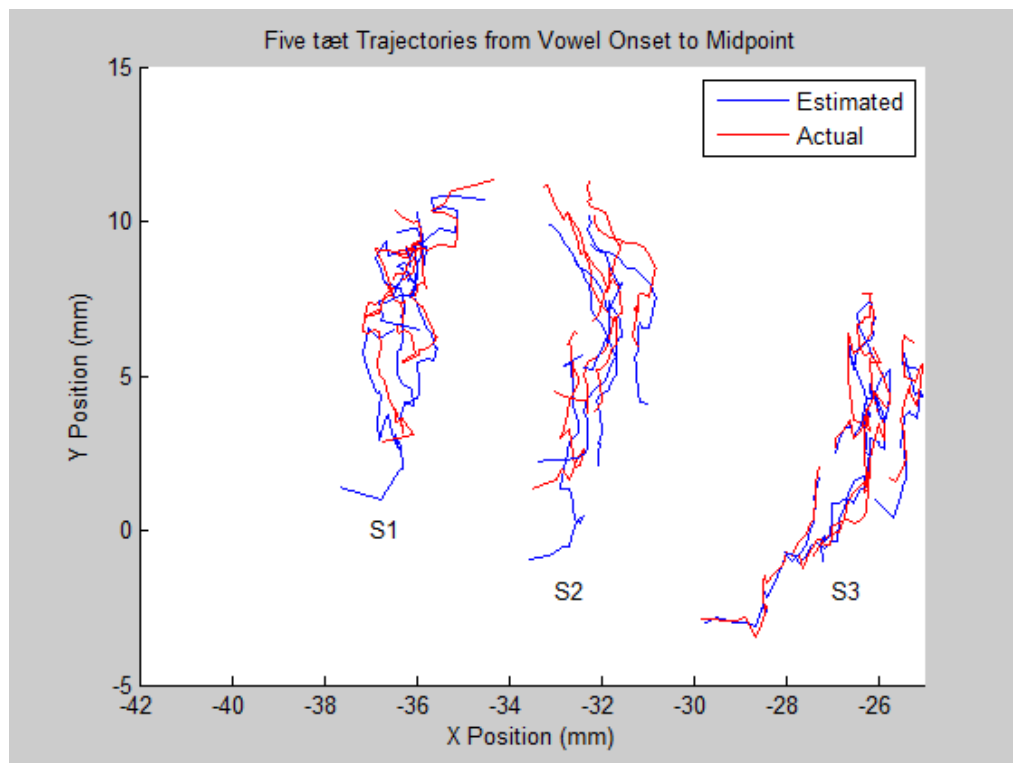 Five tæt Trajectories from Vowel Onset to Midpoint
15
Estimated
Actual
10
5
0
-5
Y Position (mm)
S1
S2
S3
-42
-40
-38
-36
-34
-32
-30
-28
-26
X Position (mm)